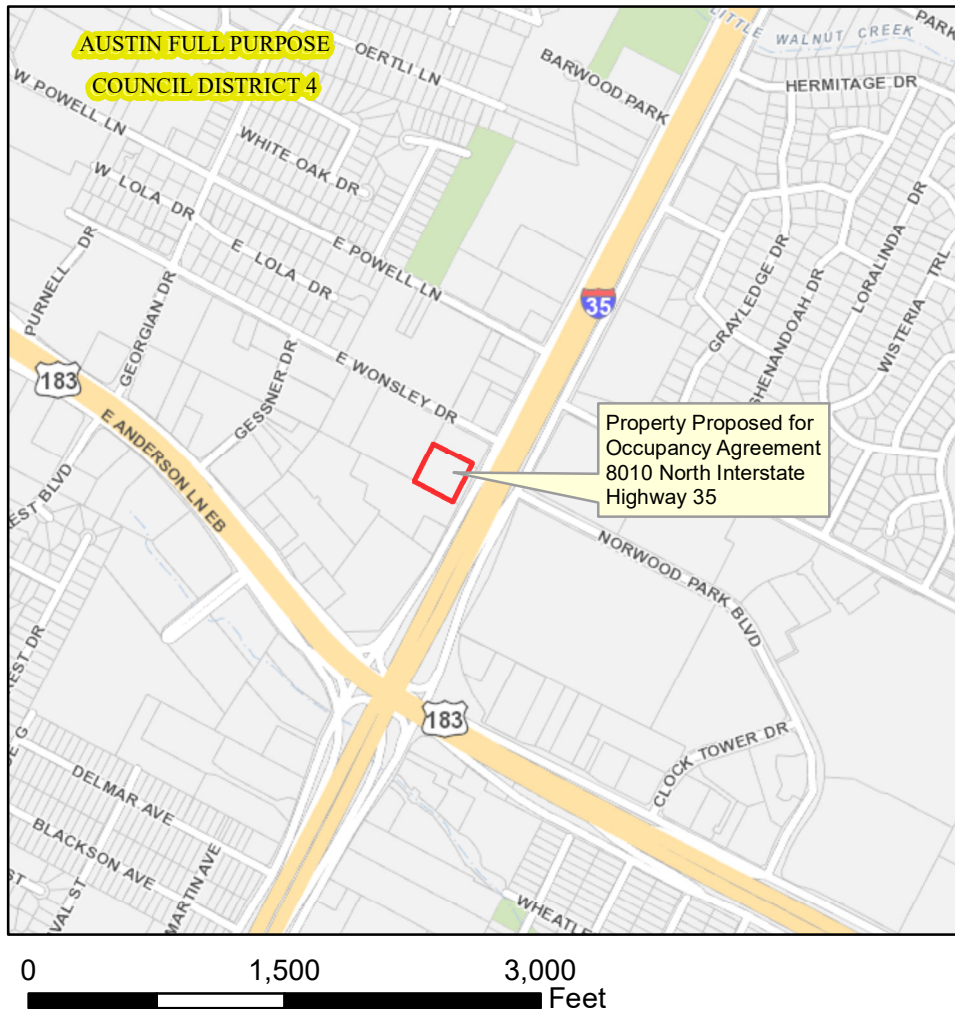 LITTLE WALNUT CREEK
PARK
AUSTIN FULL PURPOSE
COUNCIL DISTRICT 4
OERTLI LN
BARWOOD PARK
HERMITAGE DR
W POWELL LN
WHITE OAK DR
W LOLA DR
E LOLA DR
E POWELL LN
PURNELL DR
GEORGIAN DR
GESSNER DR
E WONSLEY DR
35
GRAYLEDGE DR
SHENANDOAH DR
LORALINDA DR
WISTERIA TRL
183
E ANDERSON LN EB
EST BLVD
Property Proposed for
Occupancy Agreement
8010 North Interstate
Highway 35
NORWOOD PARK BLVD
EST DR
183
CLOCK TOWER DR
E G
DELMAR AVE
BLACKSON AVE
ST
VAL ST
MARTIN AVE
WHEATLE
0 1,500 3,000
Feet